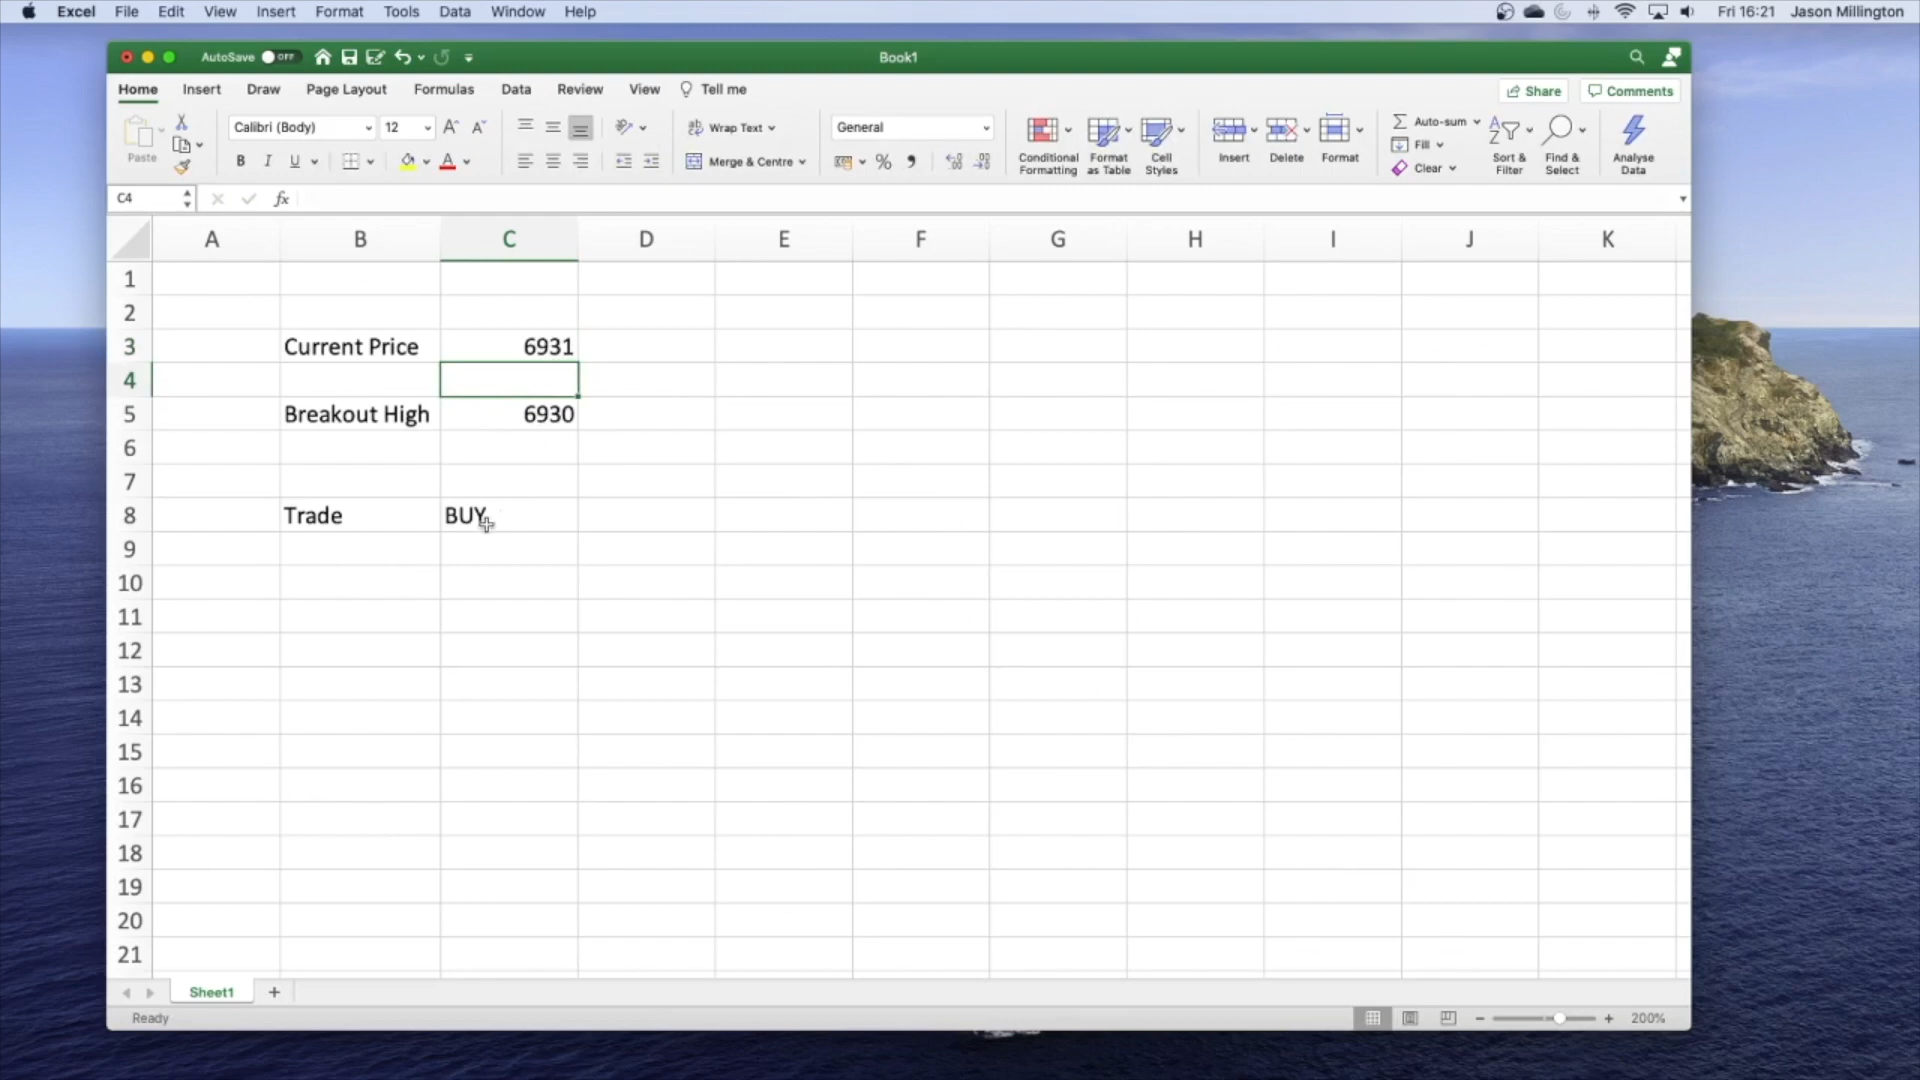 Excel File Edit View Insert Format Tools Data Window Help Fri 16:21 Jason Millington
AutoSave OFF Book1
Home Insert Draw Page Layout Formulas Data Review View Tell me Share Comments
Paste Calibri (Body) 12 A A Wrap Text General Conditional Formatting Format as Table Cell Styles Insert Delete Format Auto-sum Fill Clear Sort & Filter Find & Select Analyse Data
B I U A Merge & Centre % 
C4 fx
A B C D E F G H I J K
1
2
3 Current Price 6931
4
5 Breakout High 6930
6
7
8 Trade BUY
9
10
11
12
13
14
15
16
17
18
19
20
21
Sheet1 +
Ready 200%